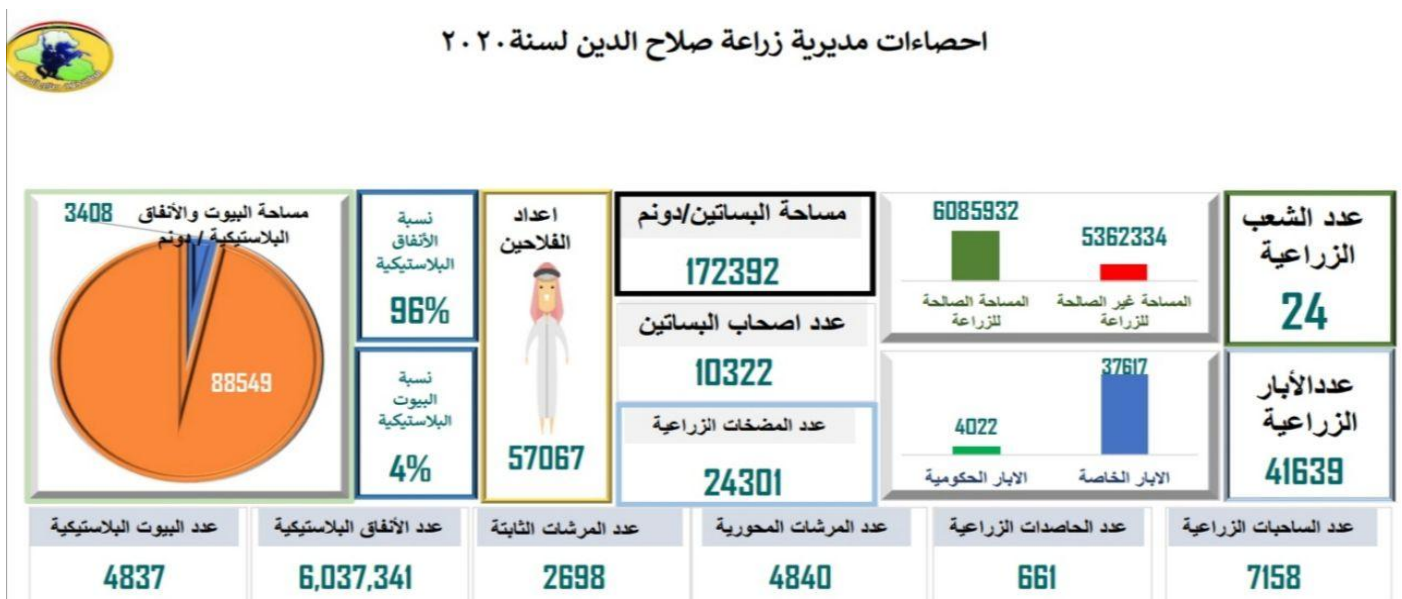 احصاءات مديرية زراعة صلاح الدين لسنة٢٠٢٠
عدد الشعب
الزراعية
24
6085932
5362334
المساحة الصالحة
للزراعة
المساحة غير الصالحة
للزراعة
مساحة البساتين/دونم
172392
اعداد
الفلاحين
57067
نسبة
الأنفاق
البلاستيكية
96%
مساحة البيوت والأنفاق
البلاستيكية / دونم
3408
88549
عددالأبار
الزراعية
41639
37617
4022
الابار الخاصة
الابار الحكومية
عدد اصحاب البساتين
10322
عدد المضخات الزراعية
24301
نسبة
البيوت
البلاستيكية
4%
عدد الساحبات الزراعية
7158
عدد الحاصدات الزراعية
661
عدد المرشات المحورية
4840
عدد المرشات الثابتة
2698
عدد الأنفاق البلاستيكية
6,037,341
عدد البيوت البلاستيكية
4837